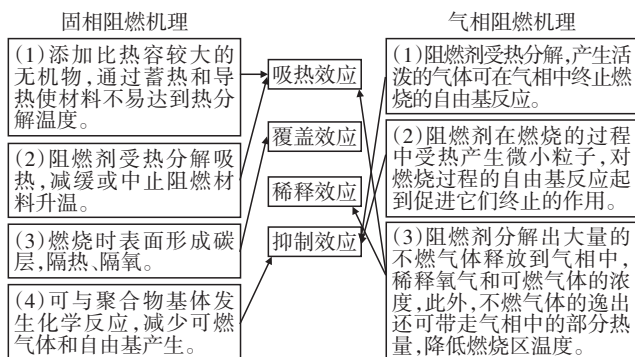 固相阻燃机理
(1)添加比热容较大的
无机物,通过蓄热和导
热使材料不易达到热分
解温度。
(2)阻燃剂受热分解吸
热,减缓或中止阻燃材
料升温。
(3)燃烧时表面形成碳
层,隔热、隔氧。
(4)可与聚合物基体发
生化学反应,减少可燃
气体和自由基产生。
吸热效应
覆盖效应
稀释效应
抑制效应
气相阻燃机理
(1)阻燃剂受热分解,产生活
泼的气体可在气相中终止燃
烧的自由基反应。
(2)阻燃剂在燃烧的过程
中受热产生微小粒子,对
燃烧过程的自由基反应起
到促进它们终止的作用。
(3)阻燃剂分解出大量的
不燃气体释放到气相中,
稀释氧气和可燃气体的浓
度,此外,不燃气体的逸出
还可带走气相中的部分热
量,降低燃烧区温度。